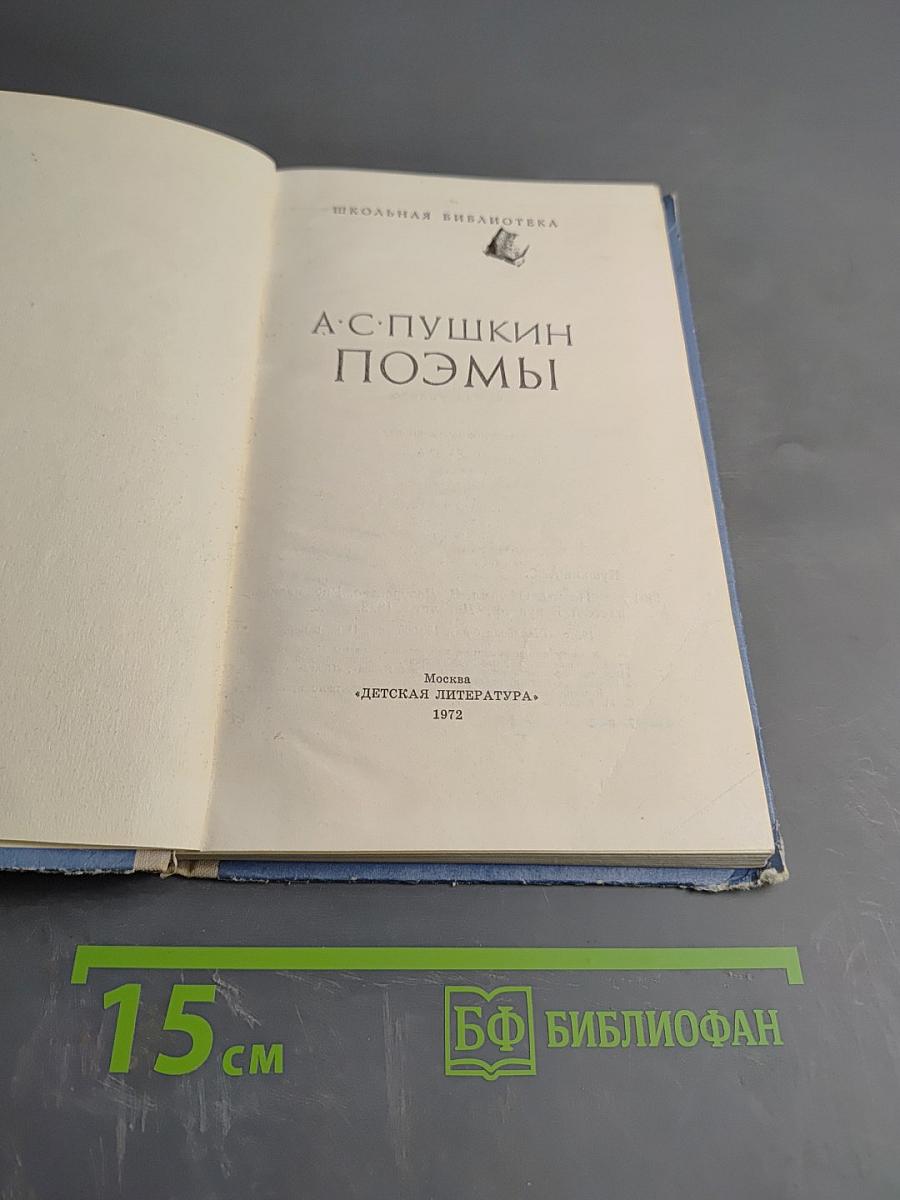 ШКОЛЬНАЯ БИБЛИОТЕКА
А·С·ПУШКИН
ПОЭМЫ
Москва
«ДЕТСКАЯ ЛИТЕРАТУРА»
1972
15 см
БФ БИБЛИОФАН